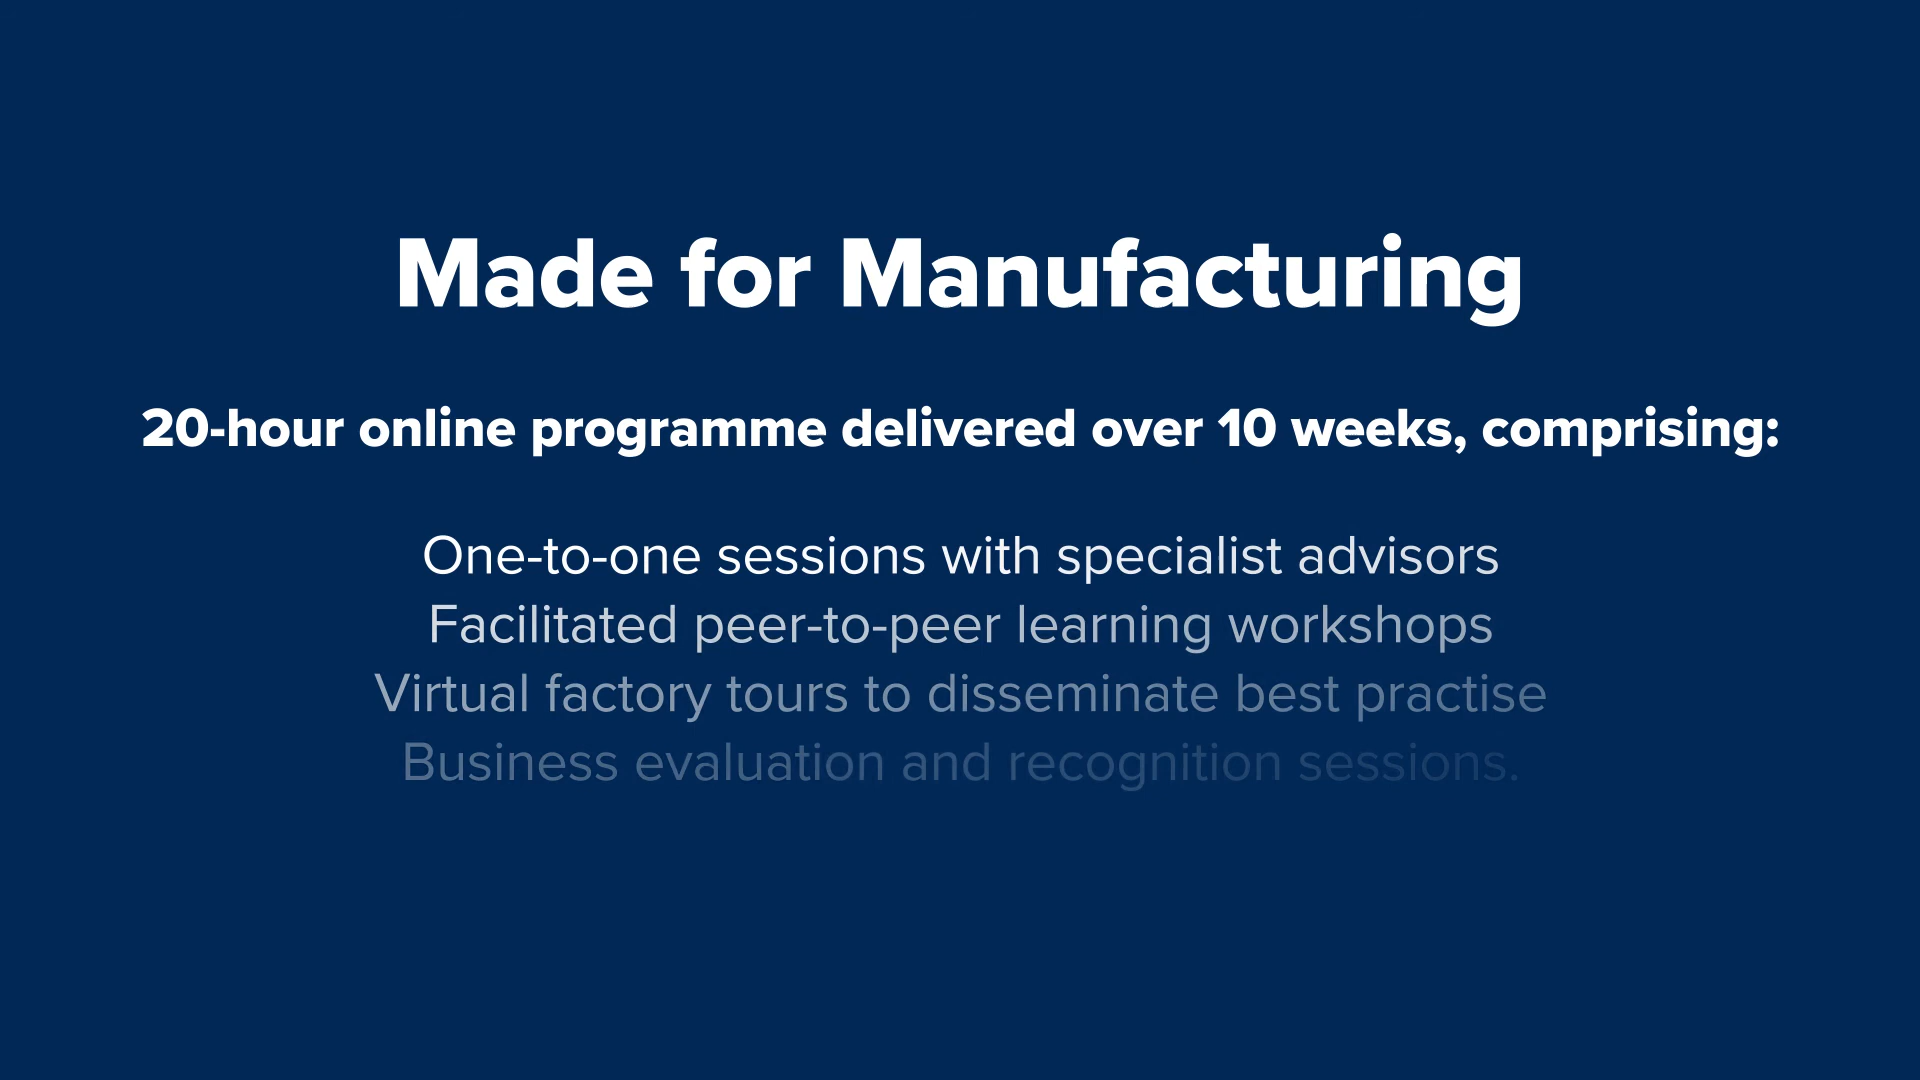 Made for Manufacturing
20-hour online programme delivered over 10 weeks, comprising:
One-to-one sessions with specialist advisors
Facilitated peer-to-peer learning workshops
Virtual factory tours to disseminate best practise
Business evaluation and recognition sessions.